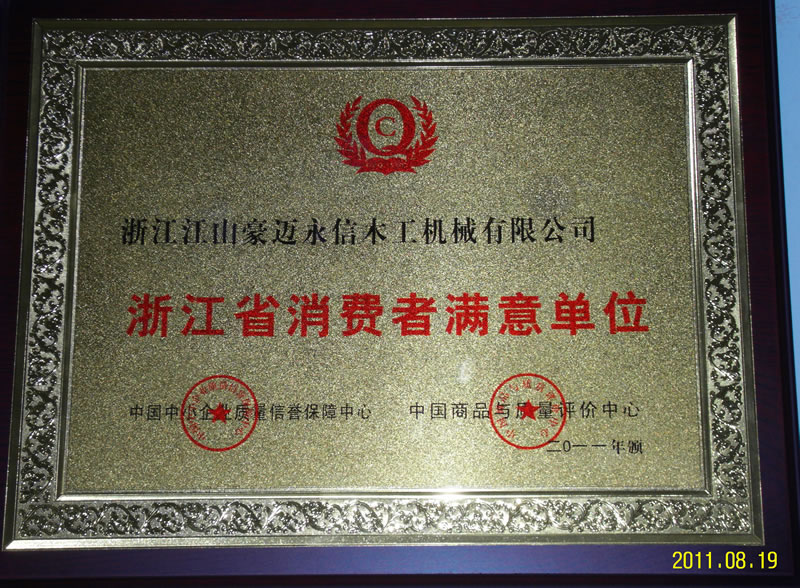 QC
浙江江山豪迈永信木工机械有限公司
浙江省消费者满意单位
中国中小企业质量信誉保障中心
中国商品与质量评价中心
二〇一一年颁
2011.08.19